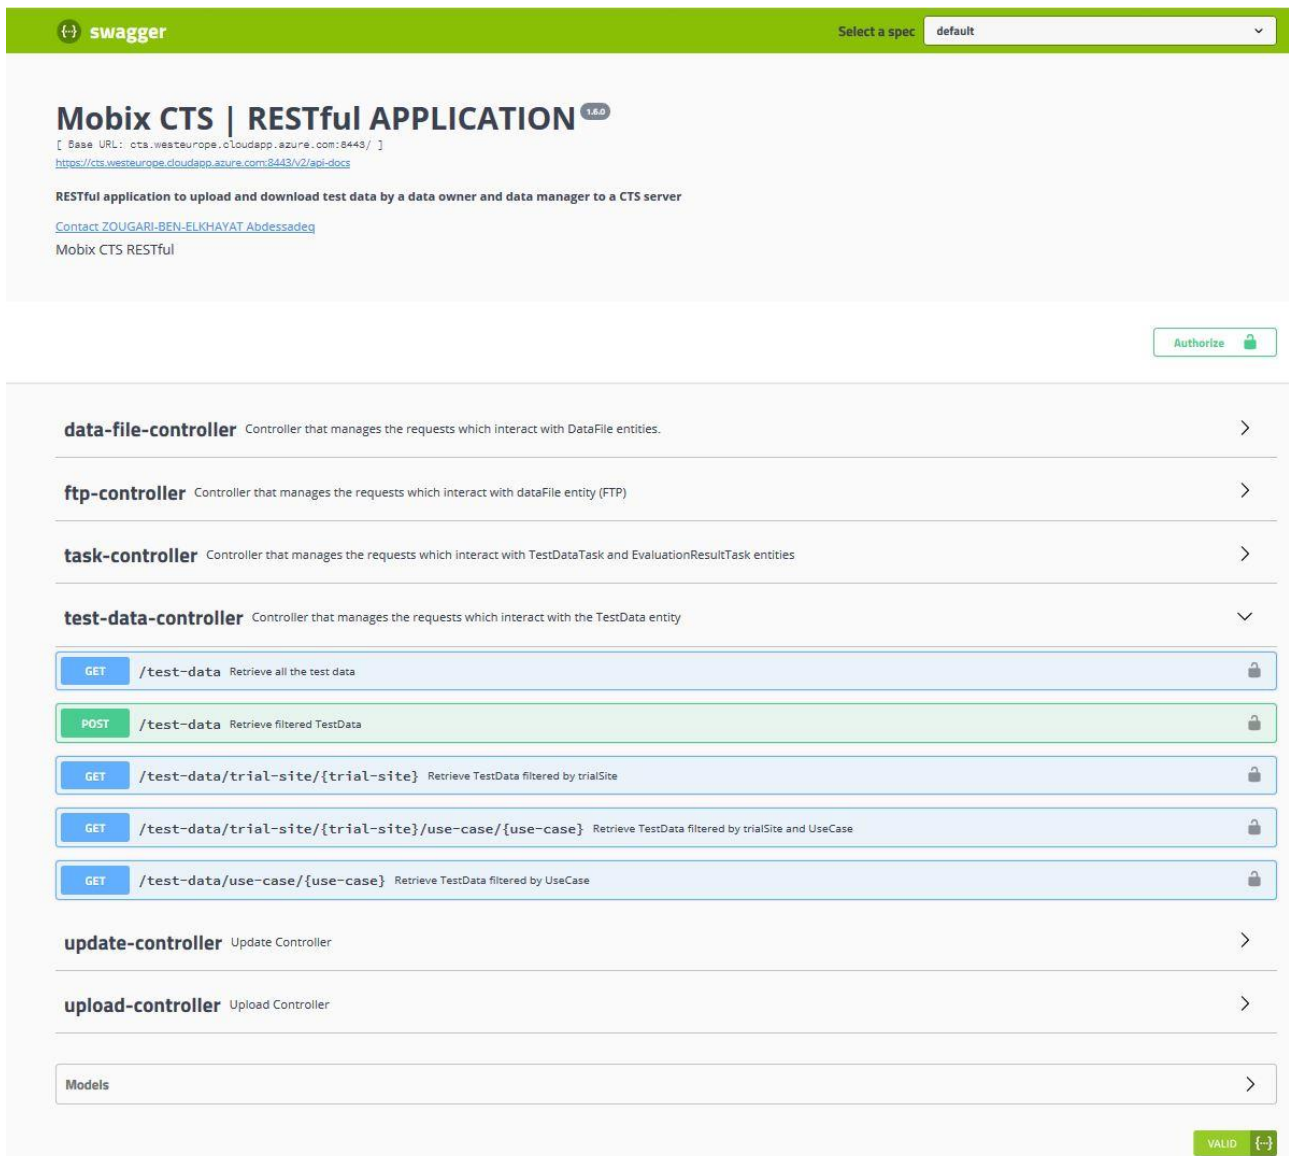 {···} swagger
Select a spec default
Mobix CTS | RESTful APPLICATION 1.6.0
[ Base URL: cts.westeurope.cloudapp.azure.com:8443/ ]
https://cts.westeurope.cloudapp.azure.com:8443/v2/api-docs
RESTful application to upload and download test data by a data owner and data manager to a CTS server
Contact ZOUGARI-BEN-ELKHAYAT Abdessadeq
Mobix CTS RESTful
Authorize
data-file-controller Controller that manages the requests which interact with DataFile entities.
ftp-controller Controller that manages the requests which interact with dataFile entity (FTP)
task-controller Controller that manages the requests which interact with TestDataTask and EvaluationResultTask entities
test-data-controller Controller that manages the requests which interact with the TestData entity
GET /test-data Retrieve all the test data
POST /test-data Retrieve filtered TestData
GET /test-data/trial-site/{trial-site} Retrieve TestData filtered by trialSite
GET /test-data/trial-site/{trial-site}/use-case/{use-case} Retrieve TestData filtered by trialSite and UseCase
GET /test-data/use-case/{use-case} Retrieve TestData filtered by UseCase
update-controller Update Controller
upload-controller Upload Controller
Models
VALID {···}